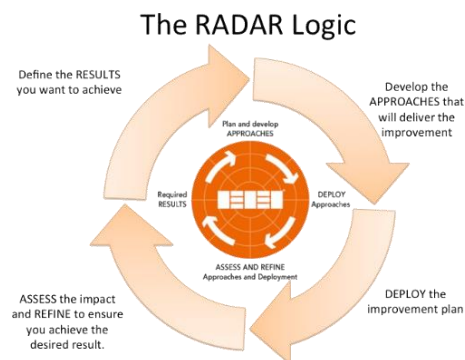 The RADAR Logic
Define the RESULTS
you want to achieve
Develop the
APPROACHES that
will deliver the
improvement
Plan and develop
APPROACHES
Required
RESULTS
DEPLOY
Approaches
ASSESS AND REFINE
Approaches and Deployment
ASSESS the impact
and REFINE to ensure
you achieve the
desired result.
DEPLOY the
improvement plan